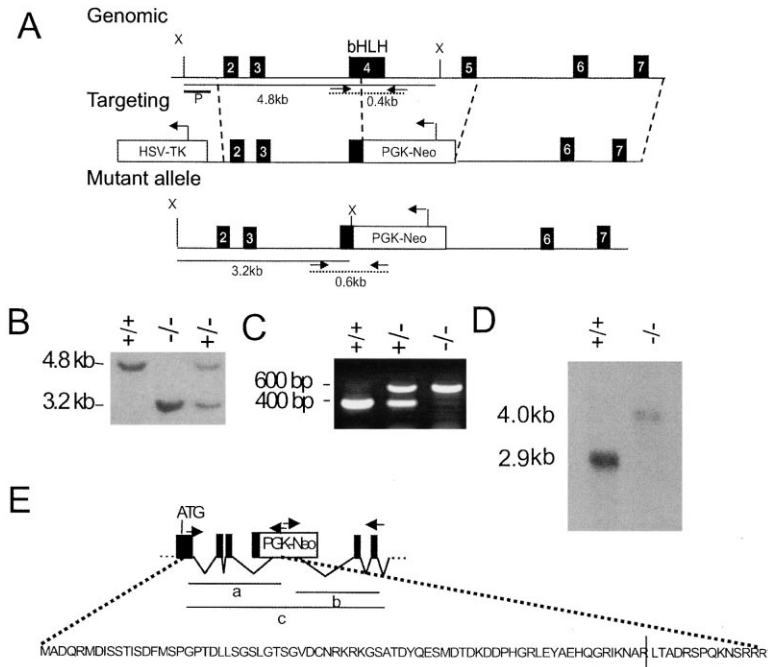 A
Genomic
X
bHLH
X
2 3 4 5 6 7
P
4.8kb
0.4kb
Targeting
HSV-TK
2 3
PGK-Neo
6 7
Mutant allele
X
X
2 3
PGK-Neo
6 7
3.2kb
0.6kb
B
+/+ -/- -/+
4.8 kb-
3.2 kb-
C
+/+ -/+ -/-
600 bp -
400 bp -
D
+/+ -/-
4.0kb
2.9kb
E
ATG
PGK-Neo
a
b
c
MADQRMDISSTISDFMSPGPTDLLSGSLGTSGVDCNRKRKGSATDYQESMDTDKDDPHGRLEYAEHQGRIKNAR LTADRSPQKNSRRR